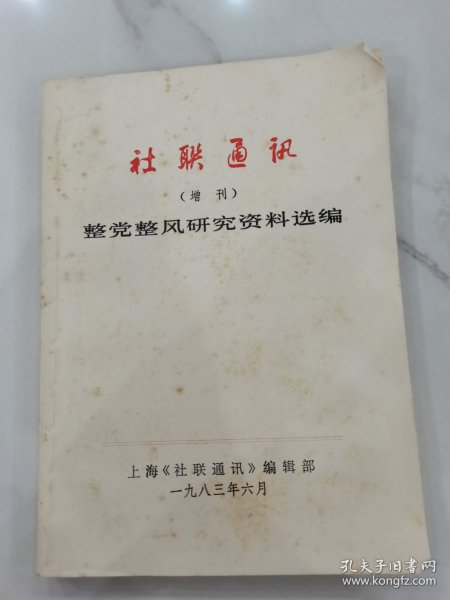 社联通讯
（增刊）
整党整风研究资料选编
上海《社联通讯》编辑部
一九八三年六月
孔夫子旧书网
www.kongfz.com